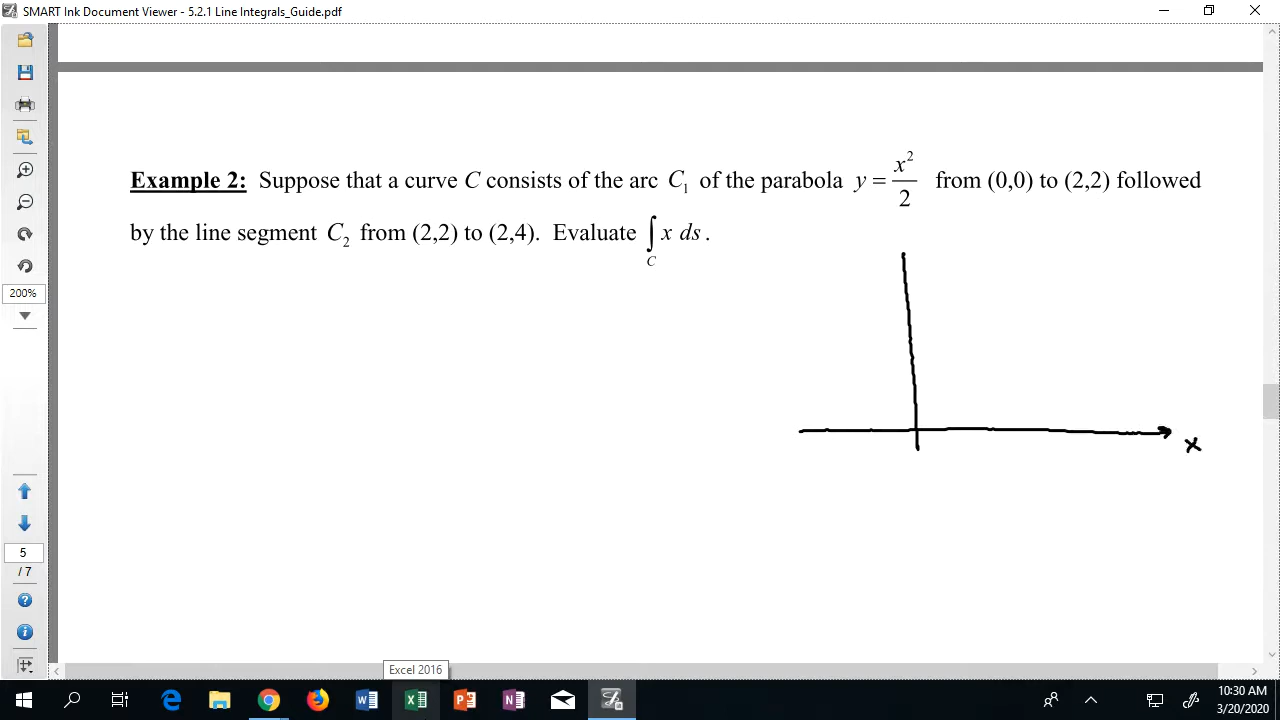 SMART Ink Document Viewer - 5.2.1 Line Integrals_Guide.pdf
Example 2: Suppose that a curve C consists of the arc C₁ of the parabola y = x²/2 from (0,0) to (2,2) followed
by the line segment C₂ from (2,2) to (2,4). Evaluate ∫_C x ds.
x
200%
5
/ 7
Excel 2016
10:30 AM
3/20/2020